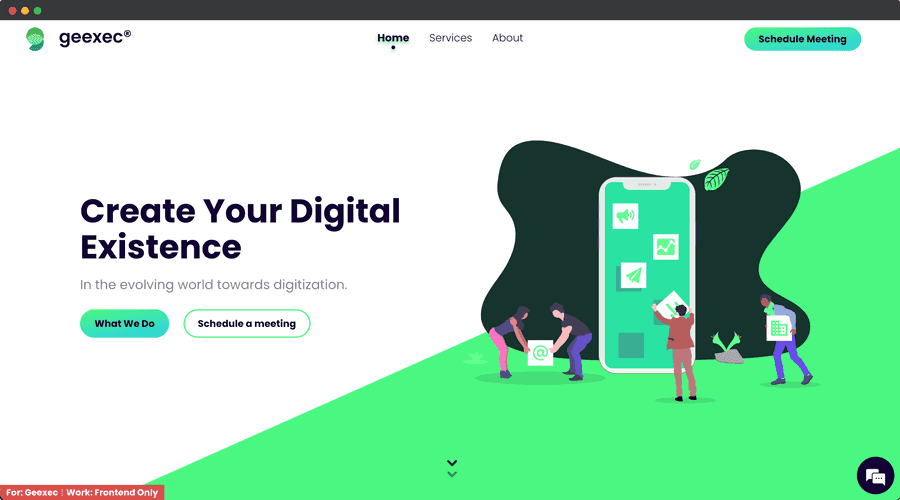 geexec®
Home Services About
Schedule Meeting
Create Your Digital
Existence
In the evolving world towards digitization.
What We Do
Schedule a meeting
@
For: Geexec | Work: Frontend Only